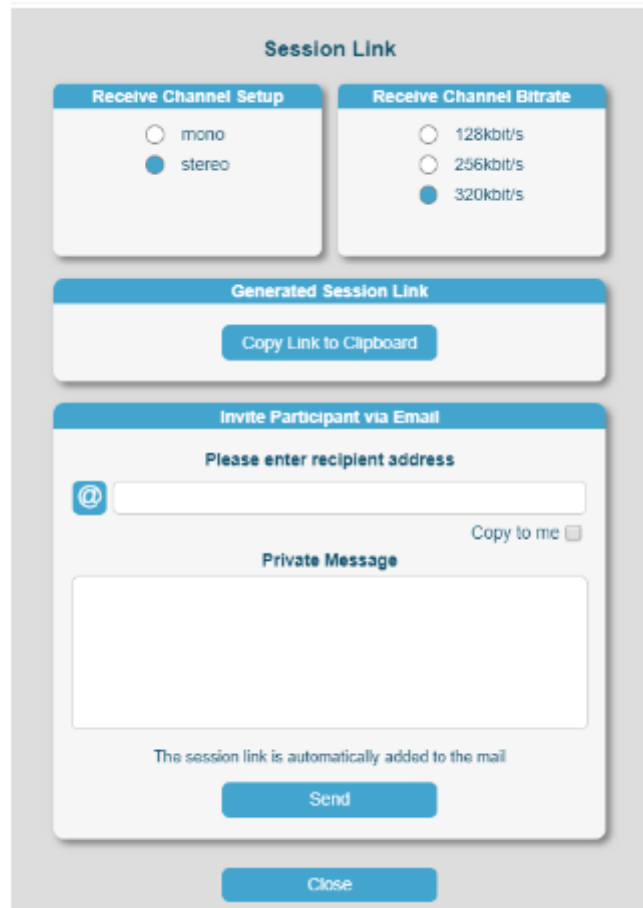 Session Link
Receive Channel Setup
mono
stereo
Receive Channel Bitrate
128kbit/s
256kbit/s
320kbit/s
Generated Session Link
Copy Link to Clipboard
Invite Participant via Email
Please enter recipient address
@
Copy to me
Private Message
The session link is automatically added to the mail
Send
Close